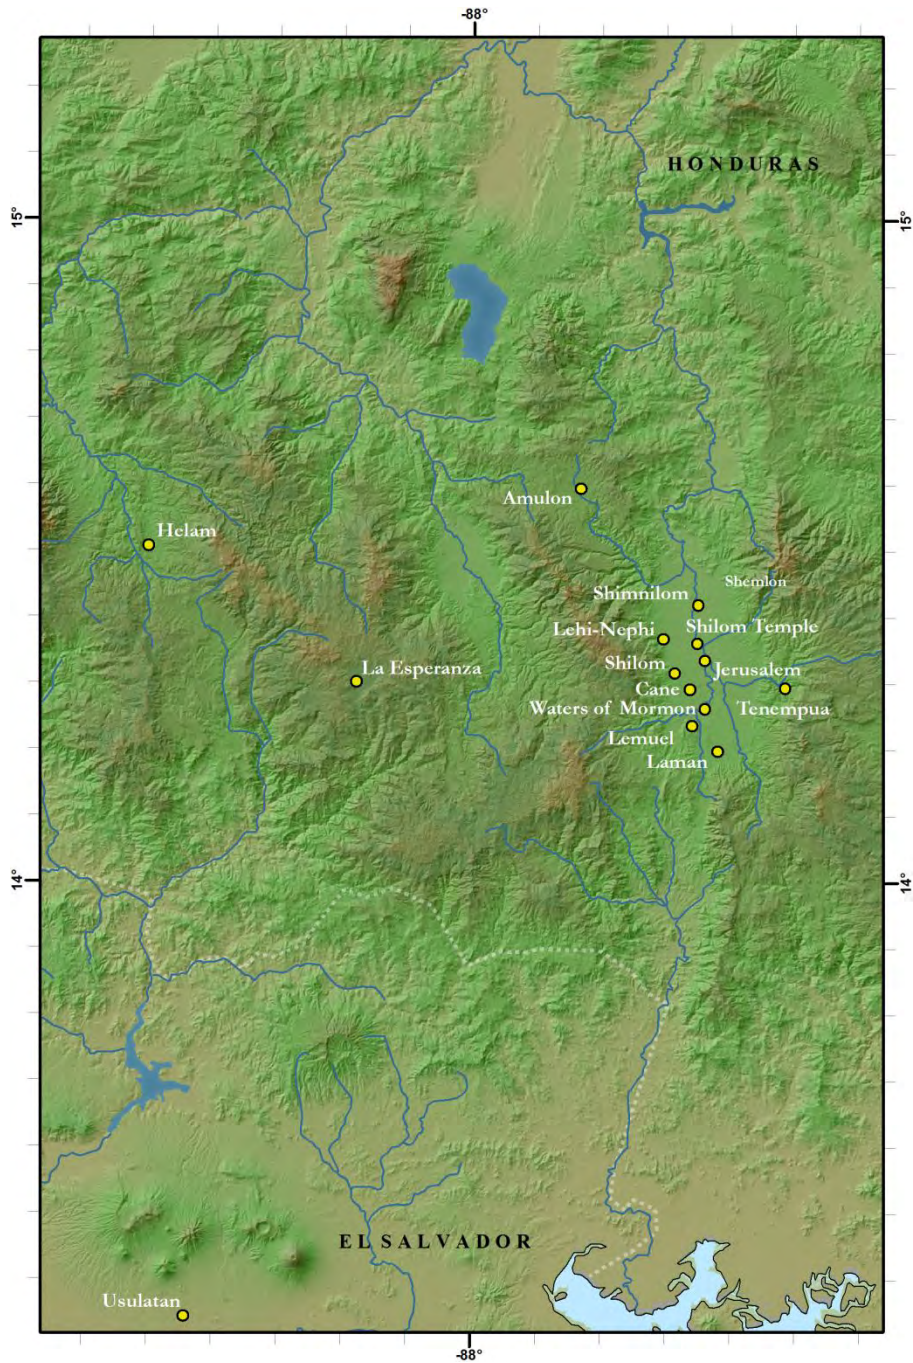 -88°
HONDURAS
15°
15°
Amulon
Helam
Shemlon
Shimnilom
Lehi-Nephi
Shilom Temple
Shilom
Jerusalem
La Esperanza
Cane
Waters of Mormon
Tenempua
Lemuel
Laman
14°
14°
EL SALVADOR
Usulatan
-88°